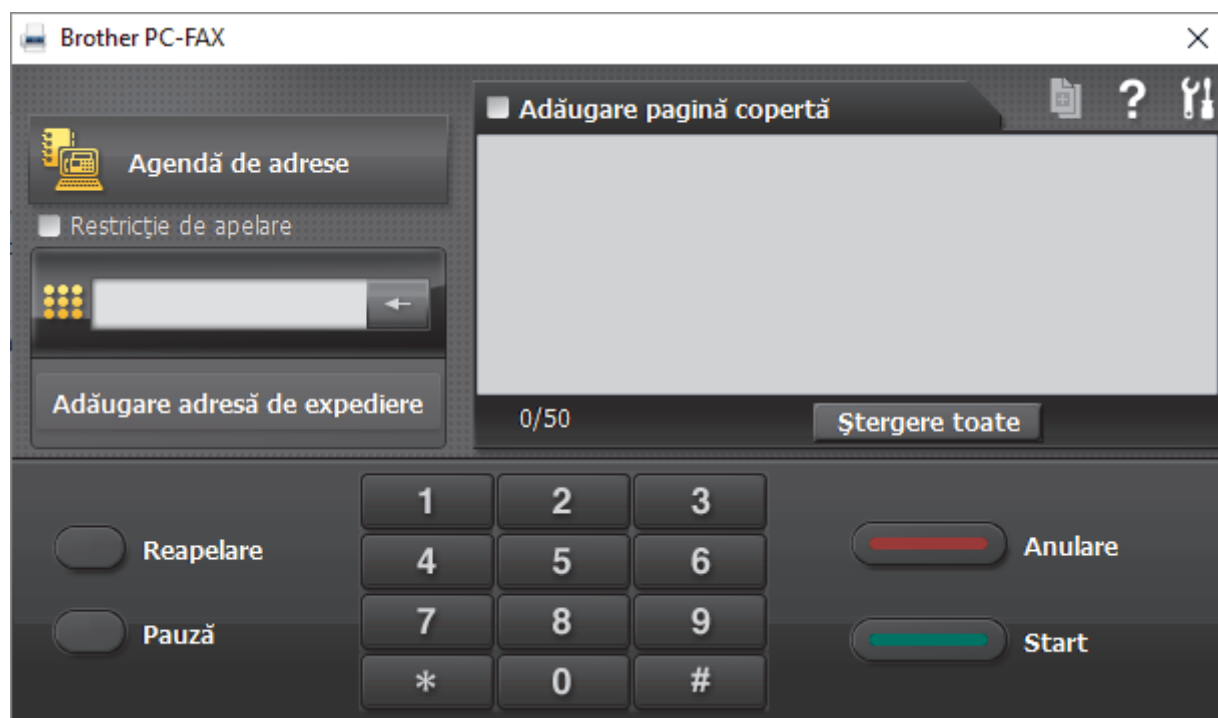 Brother PC-FAX
Adăugare pagină copertă
?
Agendă de adrese
Restricţie de apelare
Adăugare adresă de expediere
0/50
Ştergere toate
1 2 3
4 5 6
7 8 9
* 0 #
Reapelare
Pauză
Anulare
Start